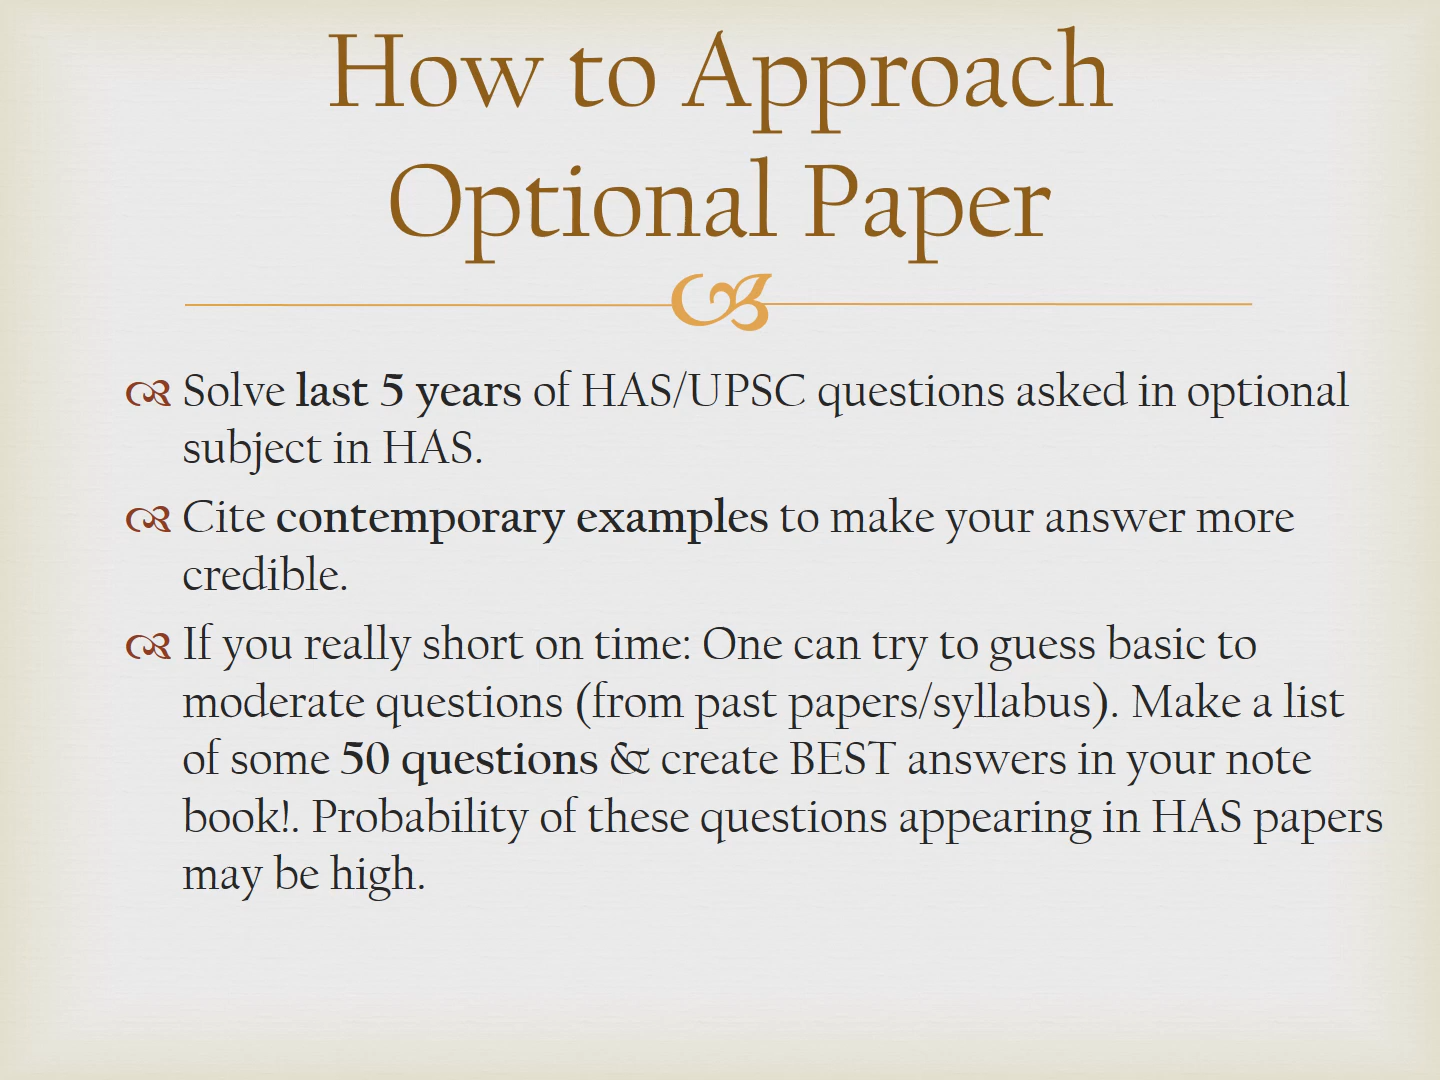 How to Approach
Optional Paper
Solve last 5 years of HAS/UPSC questions asked in optional
subject in HAS.
Cite contemporary examples to make your answer more
credible.
If you really short on time: One can try to guess basic to
moderate questions (from past papers/syllabus). Make a list
of some 50 questions & create BEST answers in your note
book!. Probability of these questions appearing in HAS papers
may be high.